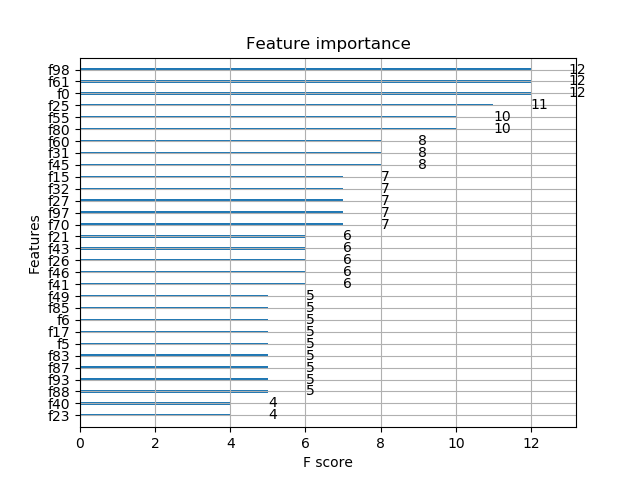 Feature importance
Features
f98 12
f61 12
f0 12
f25 11
f55 10
f80 10
f60 8
f31 8
f45 8
f15 7
f32 7
f27 7
f97 7
f70 7
f21 6
f43 6
f26 6
f46 6
f41 6
f49 5
f85 5
f6 5
f17 5
f5 5
f83 5
f87 5
f93 5
f88 5
f40 4
f23 4
0 2 4 6 8 10 12
F score